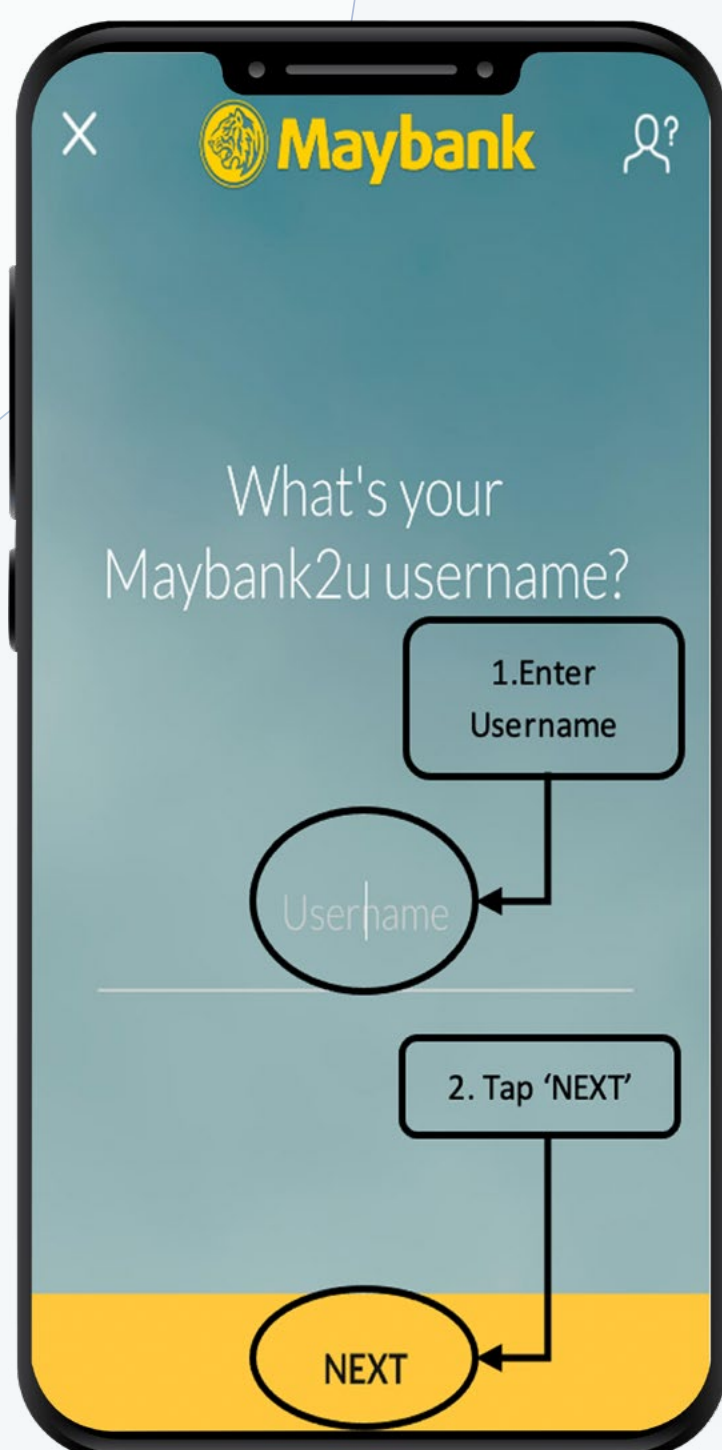 Maybank
?
What's your
Maybank2u username?
1.Enter
Username
Username
2. Tap ‘NEXT’
NEXT